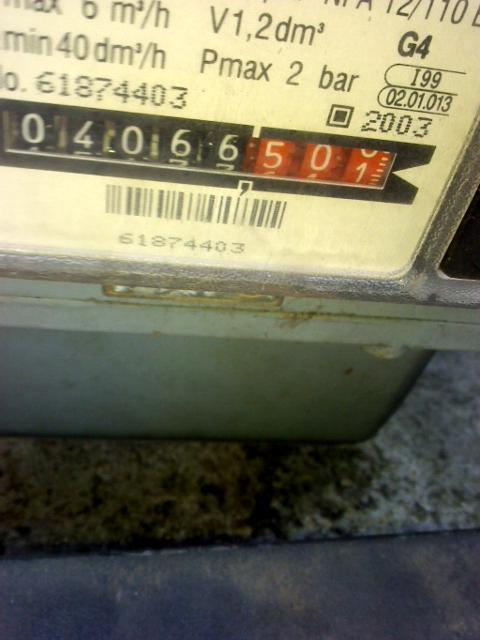 max 6 m³/h V1,2dm³
min 40 dm³/h Pmax 2 bar G4
No. 61874403 I99
02.01.013
2003
04066501
61874403